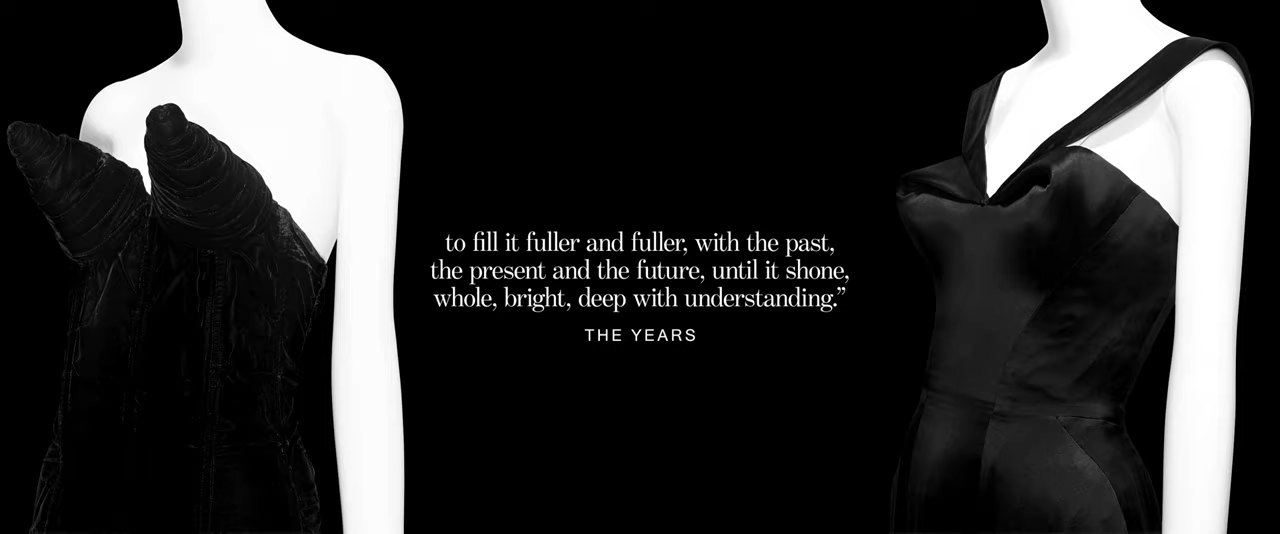 to fill it fuller and fuller, with the past,
the present and the future, until it shone,
whole, bright, deep with understanding.”
THE YEARS